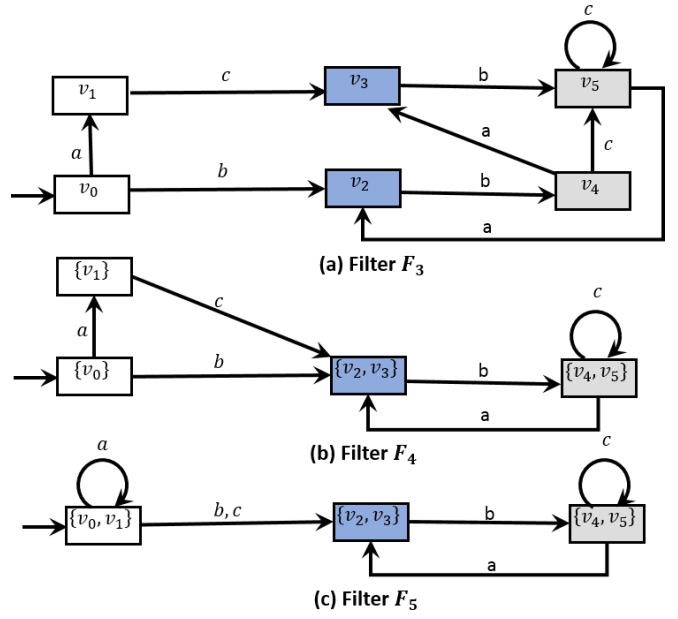 c
v₁ c v₃ b v₅
a a c
v₀ b v₂ b v₄
a
(a) Filter F₃
{v₁} c c
a
{v₀} b {v₂, v₃} b {v₄, v₅}
a
(b) Filter F₄
a c
{v₀, v₁} b, c {v₂, v₃} b {v₄, v₅}
a
(c) Filter F₅